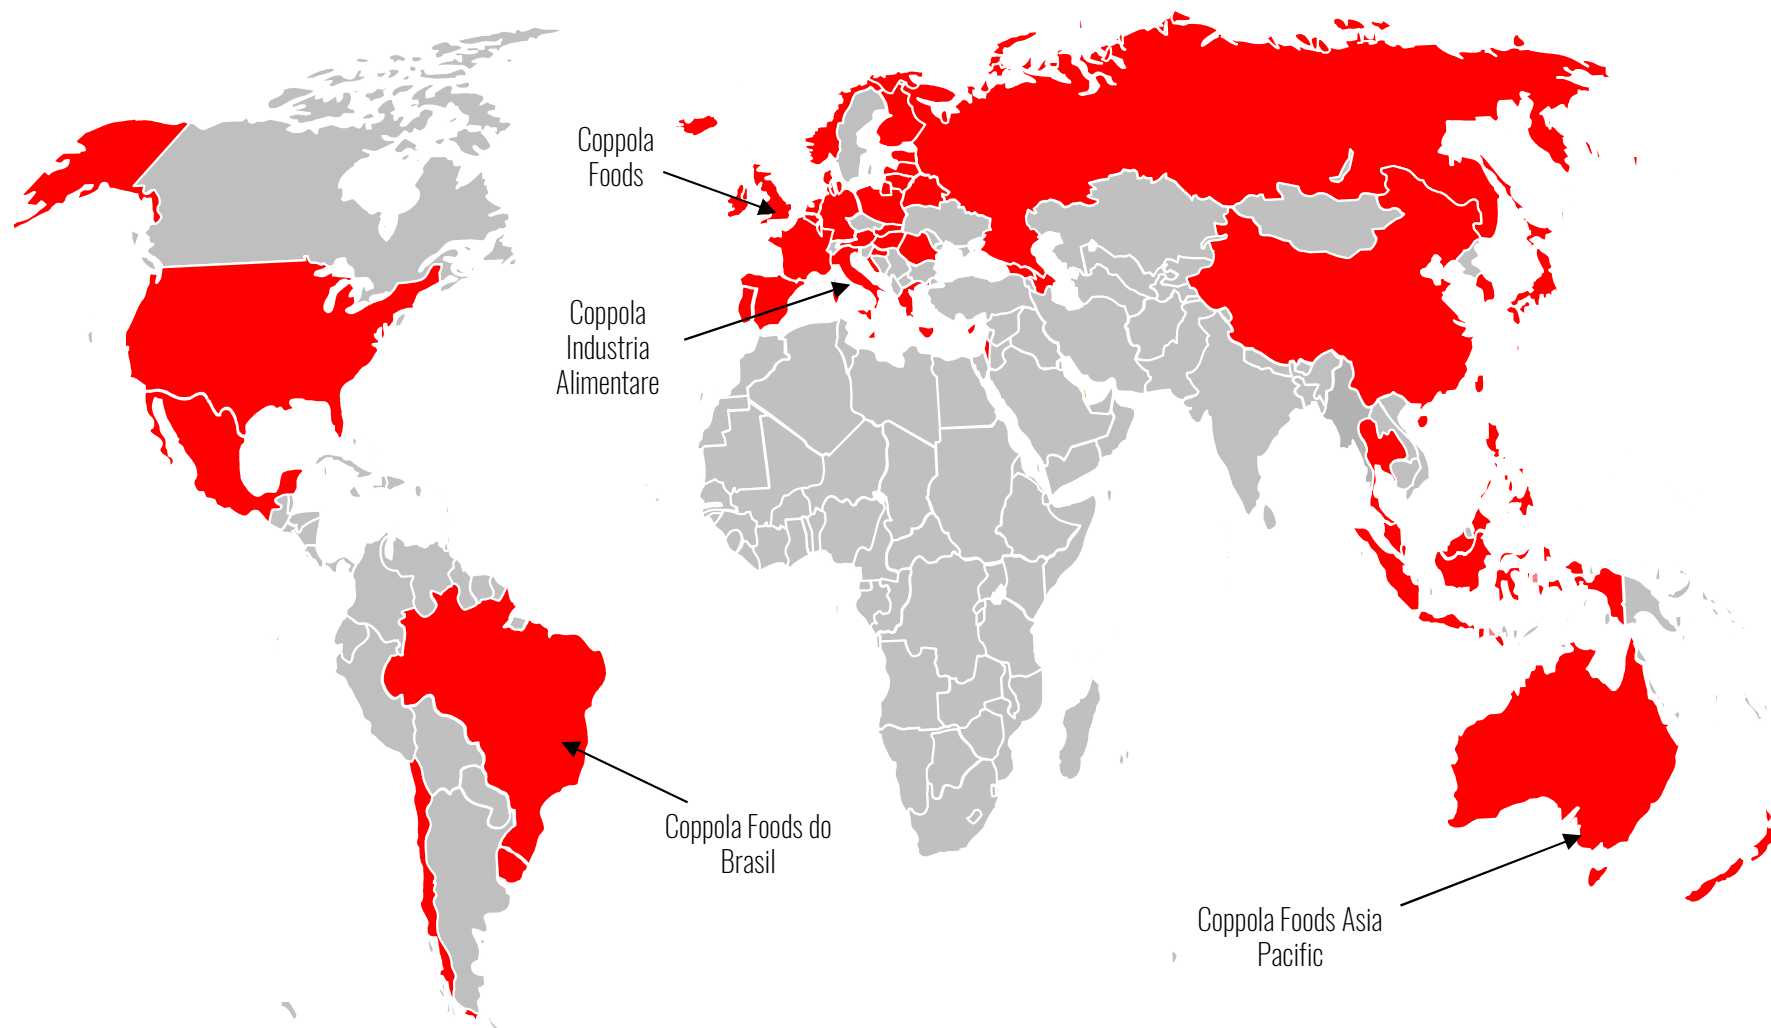 Coppola
Foods
Coppola
Industria
Alimentare
Coppola Foods do
Brasil
Coppola Foods Asia
Pacific